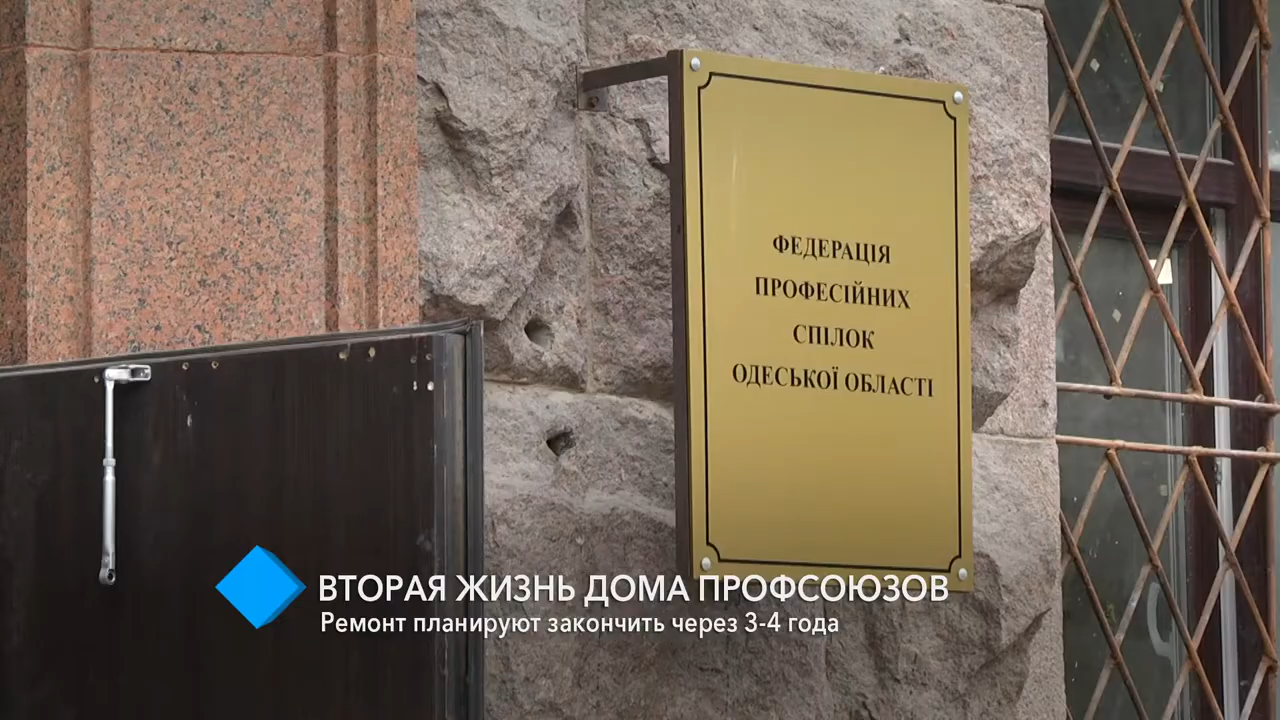 ФЕДЕРАЦІЯ
ПРОФЕСІЙНИХ
СПІЛОК
ОДЕСЬКОЇ ОБЛАСТІ
ВТОРАЯ ЖИЗНЬ ДОМА ПРОФСОЮЗОВ
Ремонт планируют закончить через 3-4 года